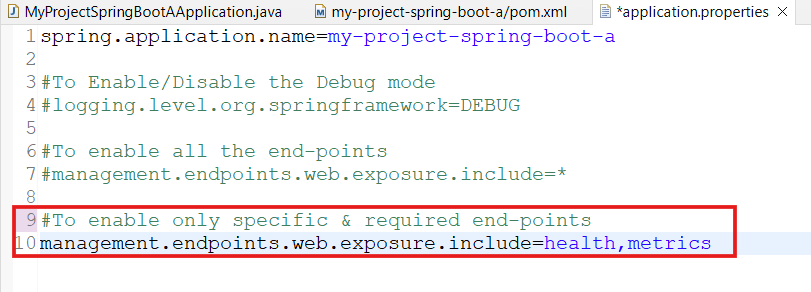 MyProjectSpringBootAApplication.java my-project-spring-boot-a/pom.xml *application.properties
1 spring.application.name=my-project-spring-boot-a
2
3 #To Enable/Disable the Debug mode
4 #logging.level.org.springframework=DEBUG
5
6 #To enable all the end-points
7 #management.endpoints.web.exposure.include=*
8
9 #To enable only specific & required end-points
10 management.endpoints.web.exposure.include=health,metrics